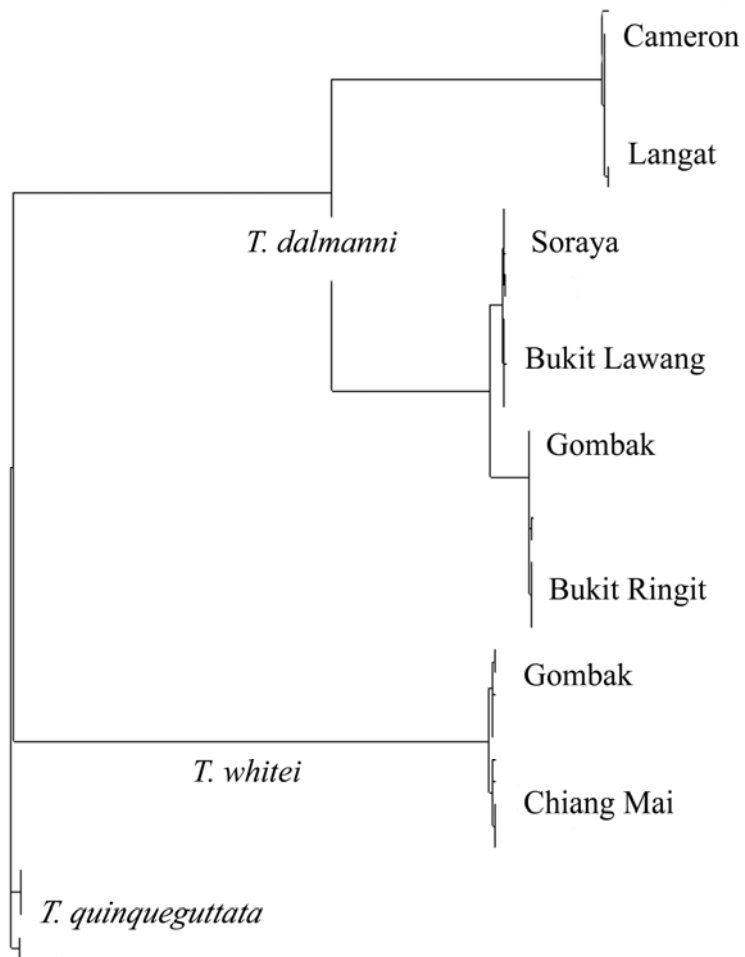 Cameron
Langat
T. dalmanni
Soraya
Bukit Lawang
Gombak
Bukit Ringit
Gombak
T. whitei
Chiang Mai
T. quinqueguttata